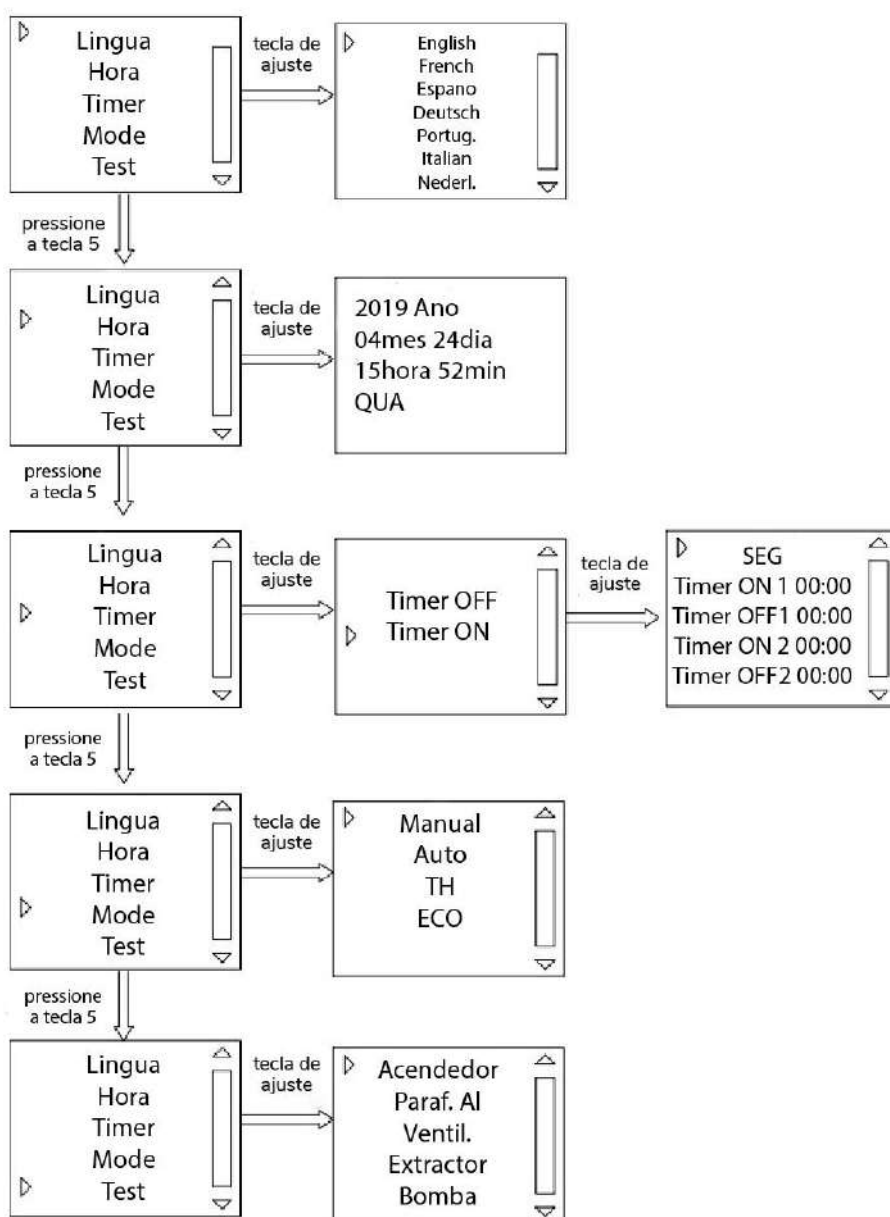 Lingua
Hora
Timer
Mode
Test
tecla de
ajuste
English
French
Espano
Deutsch
Portug.
Italian
Nederl.
pressione
a tecla 5
Lingua
Hora
Timer
Mode
Test
tecla de
ajuste
2019 Ano
04mes 24dia
15hora 52min
QUA
pressione
a tecla 5
Lingua
Hora
Timer
Mode
Test
tecla de
ajuste
Timer OFF
Timer ON
tecla de
ajuste
SEG
Timer ON 1 00:00
Timer OFF1 00:00
Timer ON 2 00:00
Timer OFF2 00:00
pressione
a tecla 5
Lingua
Hora
Timer
Mode
Test
tecla de
ajuste
Manual
Auto
TH
ECO
pressione
a tecla 5
Lingua
Hora
Timer
Mode
Test
tecla de
ajuste
Acendedor
Paraf. Al
Ventil.
Extractor
Bomba